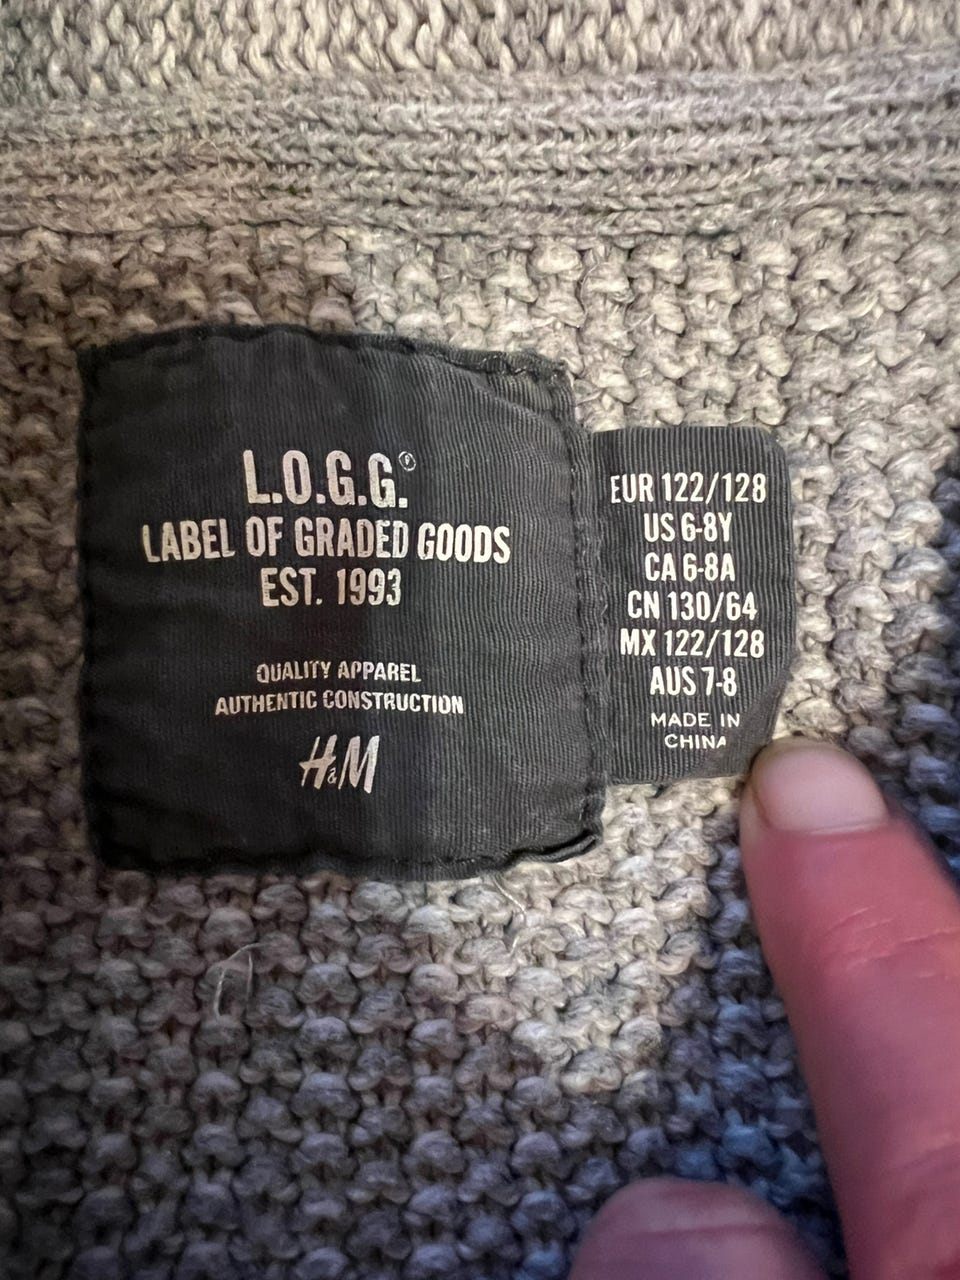 L.O.G.G.®
LABEL OF GRADED GOODS
EST. 1993
QUALITY APPAREL
AUTHENTIC CONSTRUCTION
H&M
EUR 122/128
US 6-8Y
CA 6-8A
CN 130/64
MX 122/128
AUS 7-8
MADE IN
CHINA